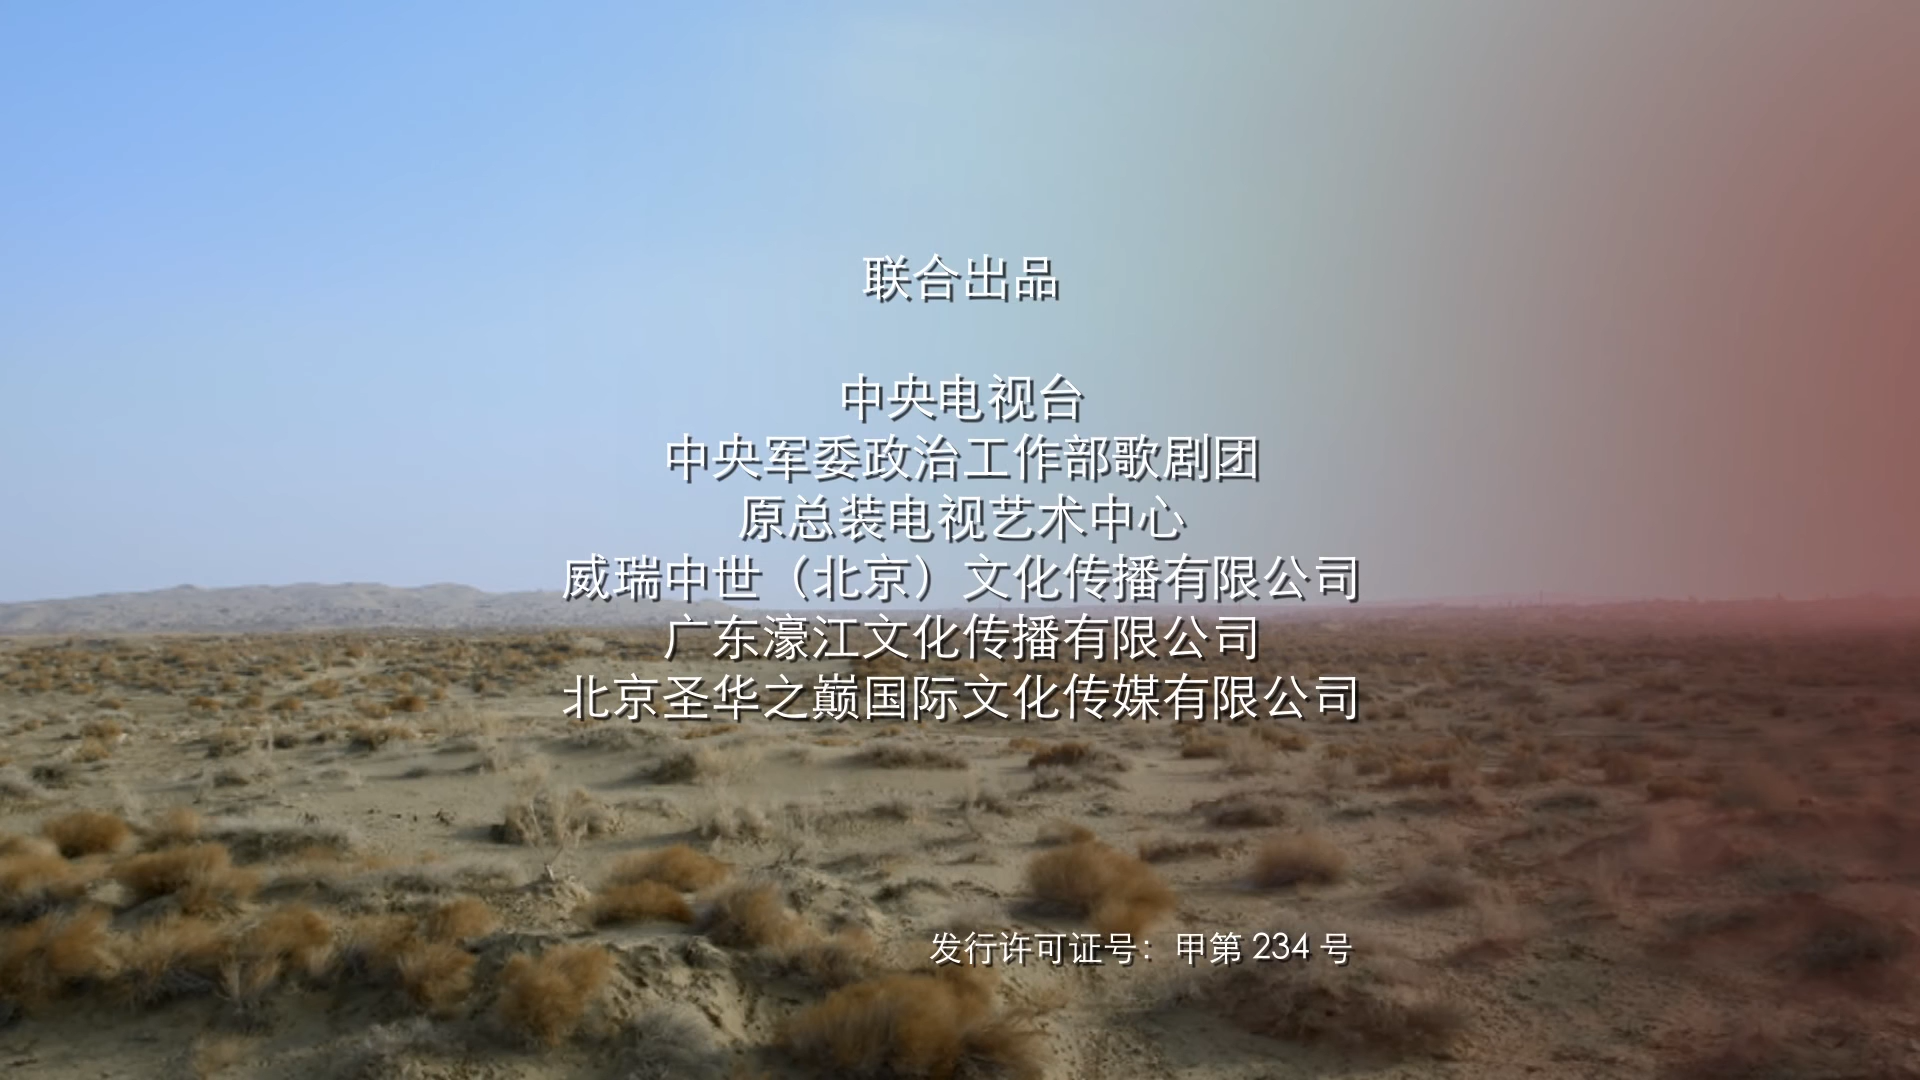 联合出品
中央电视台
中央军委政治工作部歌剧团
原总装电视艺术中心
威瑞中世（北京）文化传播有限公司
广东濠江文化传播有限公司
北京圣华之巅国际文化传媒有限公司
发行许可证号：甲第 234 号